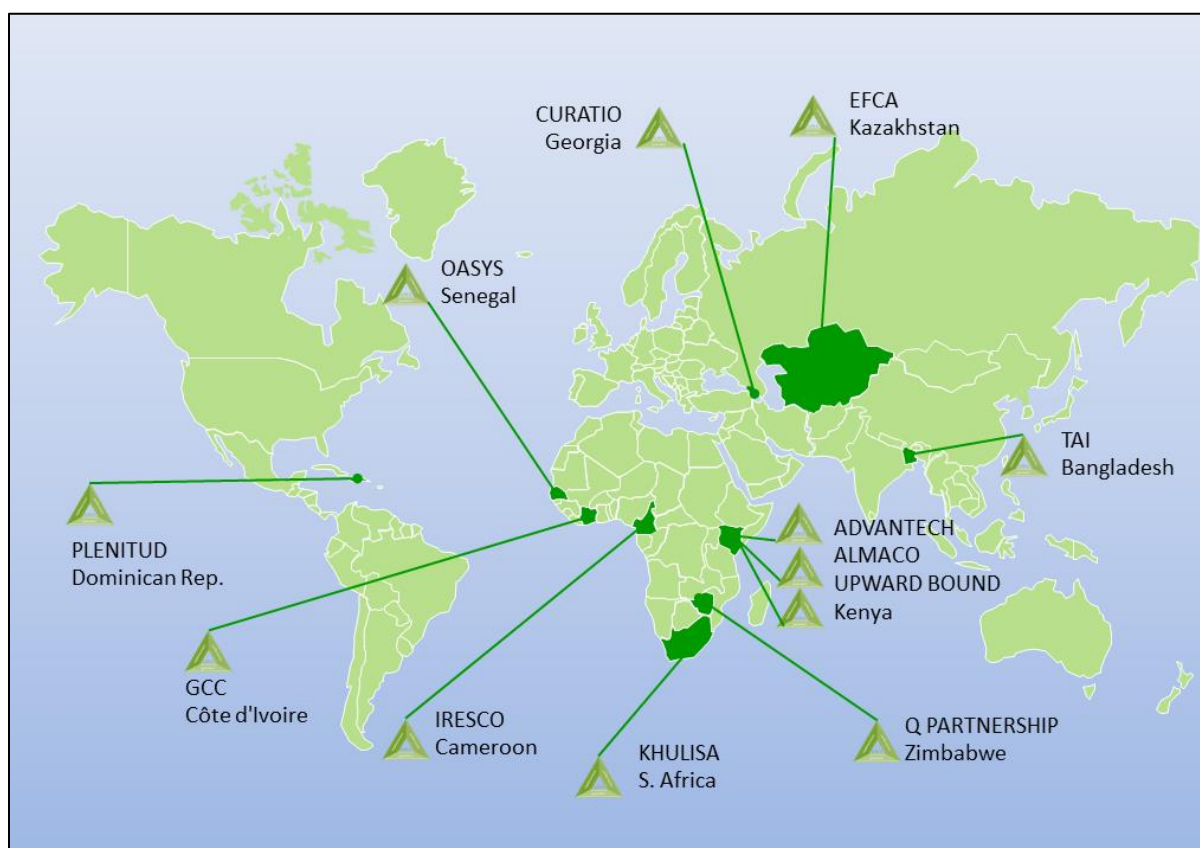 CURATIO
Georgia
EFCA
Kazakhstan
OASYS
Senegal
TAI
Bangladesh
PLENITUD
Dominican Rep.
ADVANTECH
ALMACO
UPWARD BOUND
Kenya
GCC
Côte d'Ivoire
IRESCO
Cameroon
KHULISA
S. Africa
Q PARTNERSHIP
Zimbabwe